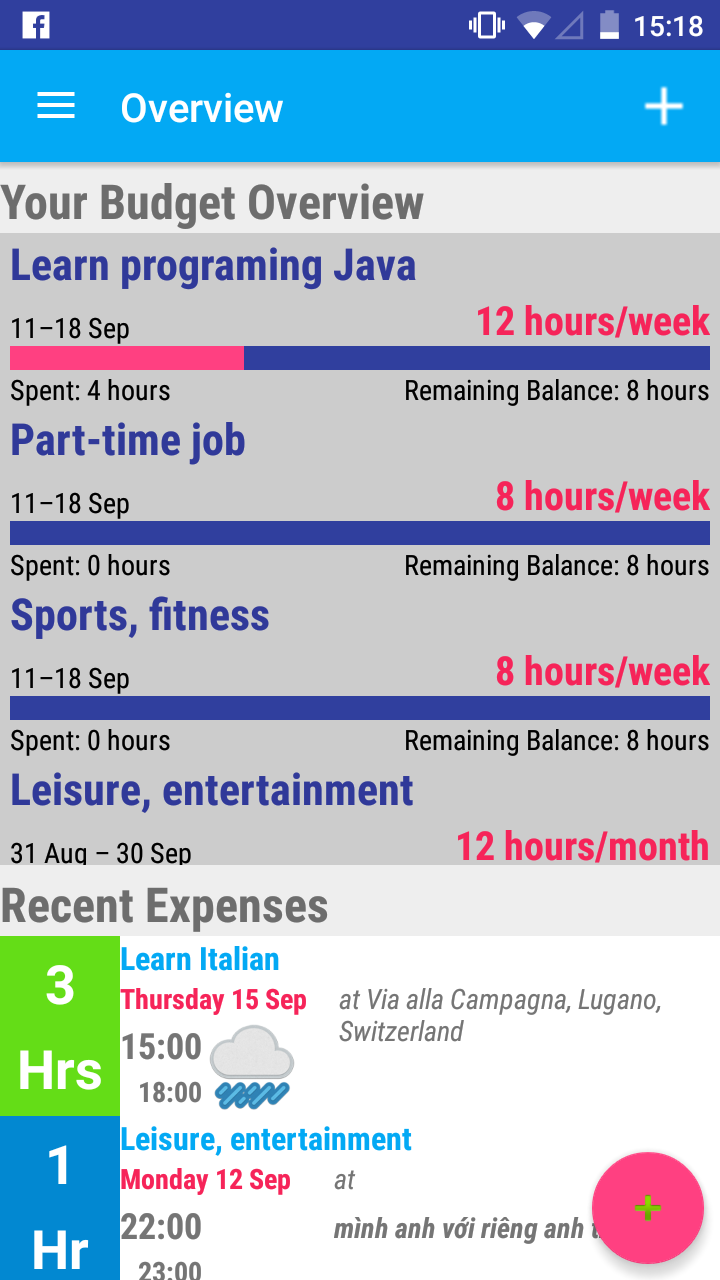 15:18
Overview
Your Budget Overview
Learn programing Java
11–18 Sep
12 hours/week
Spent: 4 hours
Remaining Balance: 8 hours
Part-time job
11–18 Sep
8 hours/week
Spent: 0 hours
Remaining Balance: 8 hours
Sports, fitness
11–18 Sep
8 hours/week
Spent: 0 hours
Remaining Balance: 8 hours
Leisure, entertainment
31 Aug – 30 Sep
12 hours/month
Recent Expenses
3
Hrs
Learn Italian
Thursday 15 Sep
at Via alla Campagna, Lugano,
Switzerland
15:00
18:00
1
Hr
Leisure, entertainment
Monday 12 Sep
at
22:00
mình anh với riêng anh
23:00